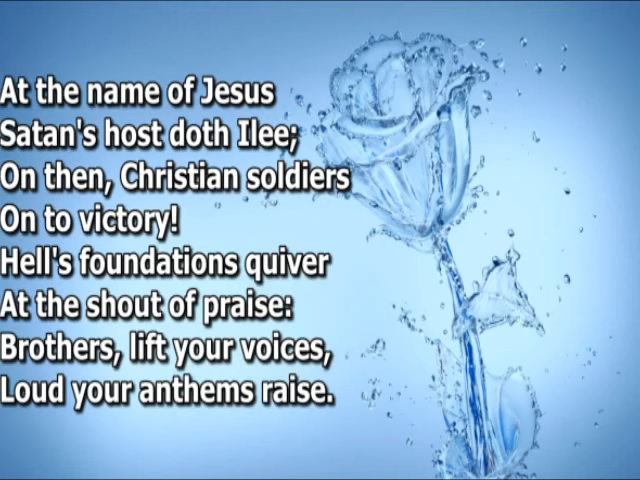 At the name of Jesus
Satan's host doth Ilee;
On then, Christian soldiers
On to victory!
Hell's foundations quiver
At the shout of praise:
Brothers, lift your voices,
Loud your anthems raise.